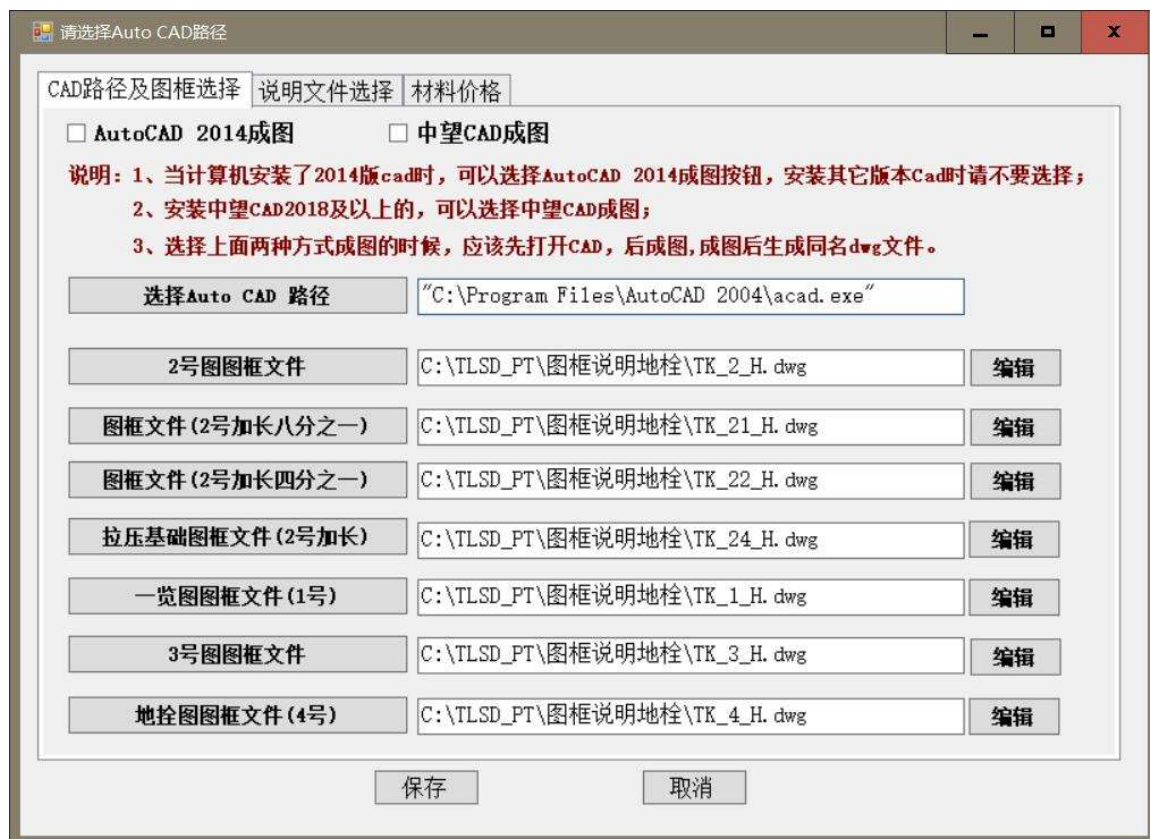 请选择Auto CAD路径
CAD路径及图框选择 说明文件选择 材料价格
AutoCAD 2014成图 中望CAD成图
说明：1、当计算机安装了2014版cad时，可以选择AutoCAD 2014成图按钮，安装其它版本Cad时请不要选择；
2、安装中望CAD2018及以上的，可以选择中望CAD成图；
3、选择上面两种方式成图的时候，应该先打开CAD，后成图,成图后生成同名dwg文件。
选择Auto CAD 路径 "C:\Program Files\AutoCAD 2004\acad.exe"
2号图图框文件 C:\TLSD_PT\图框说明地栓\TK_2_H.dwg 编辑
图框文件(2号加长八分之一) C:\TLSD_PT\图框说明地栓\TK_21_H.dwg 编辑
图框文件(2号加长四分之一) C:\TLSD_PT\图框说明地栓\TK_22_H.dwg 编辑
拉压基础图框文件(2号加长) C:\TLSD_PT\图框说明地栓\TK_24_H.dwg 编辑
一览图图框文件(1号) C:\TLSD_PT\图框说明地栓\TK_1_H.dwg 编辑
3号图图框文件 C:\TLSD_PT\图框说明地栓\TK_3_H.dwg 编辑
地拴图图框文件(4号) C:\TLSD_PT\图框说明地栓\TK_4_H.dwg 编辑
保存 取消